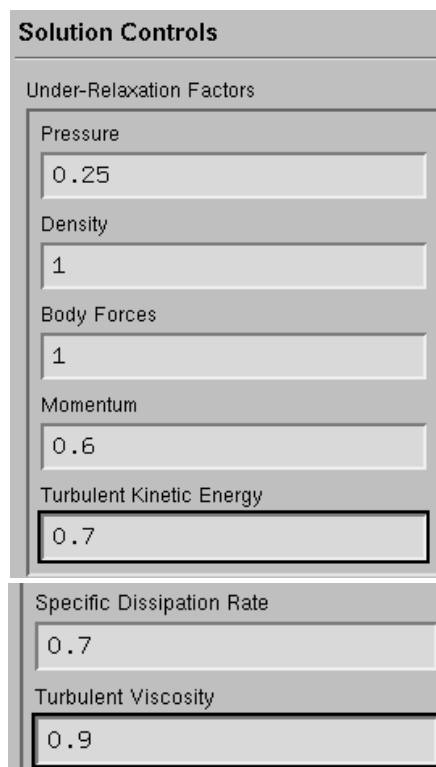 Solution Controls
Under-Relaxation Factors
Pressure
0.25
Density
1
Body Forces
1
Momentum
0.6
Turbulent Kinetic Energy
0.7
Specific Dissipation Rate
0.7
Turbulent Viscosity
0.9